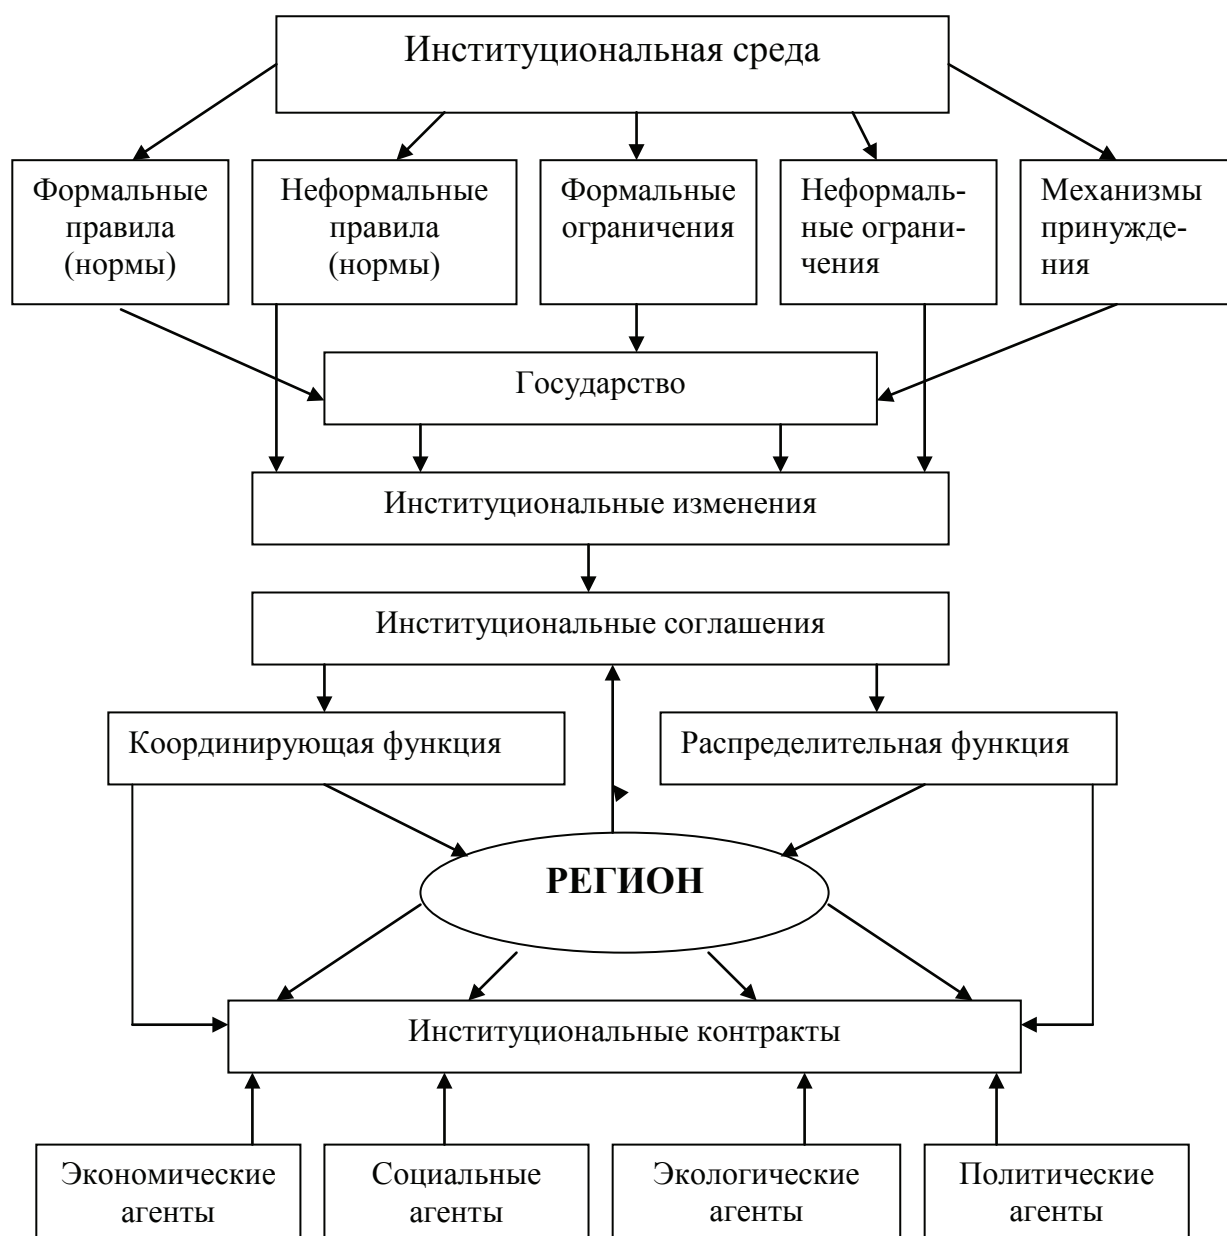 Институциональная среда
Формальные
правила
(нормы)
Неформальные
правила
(нормы)
Формальные
ограничения
Неформаль-
ные ограни-
чения
Механизмы
принужде-
ния
Государство
Институциональные изменения
Институциональные соглашения
Координирующая функция
Распределительная функция
РЕГИОН
Институциональные контракты
Экономические
агенты
Социальные
агенты
Экологические
агенты
Политические
агенты